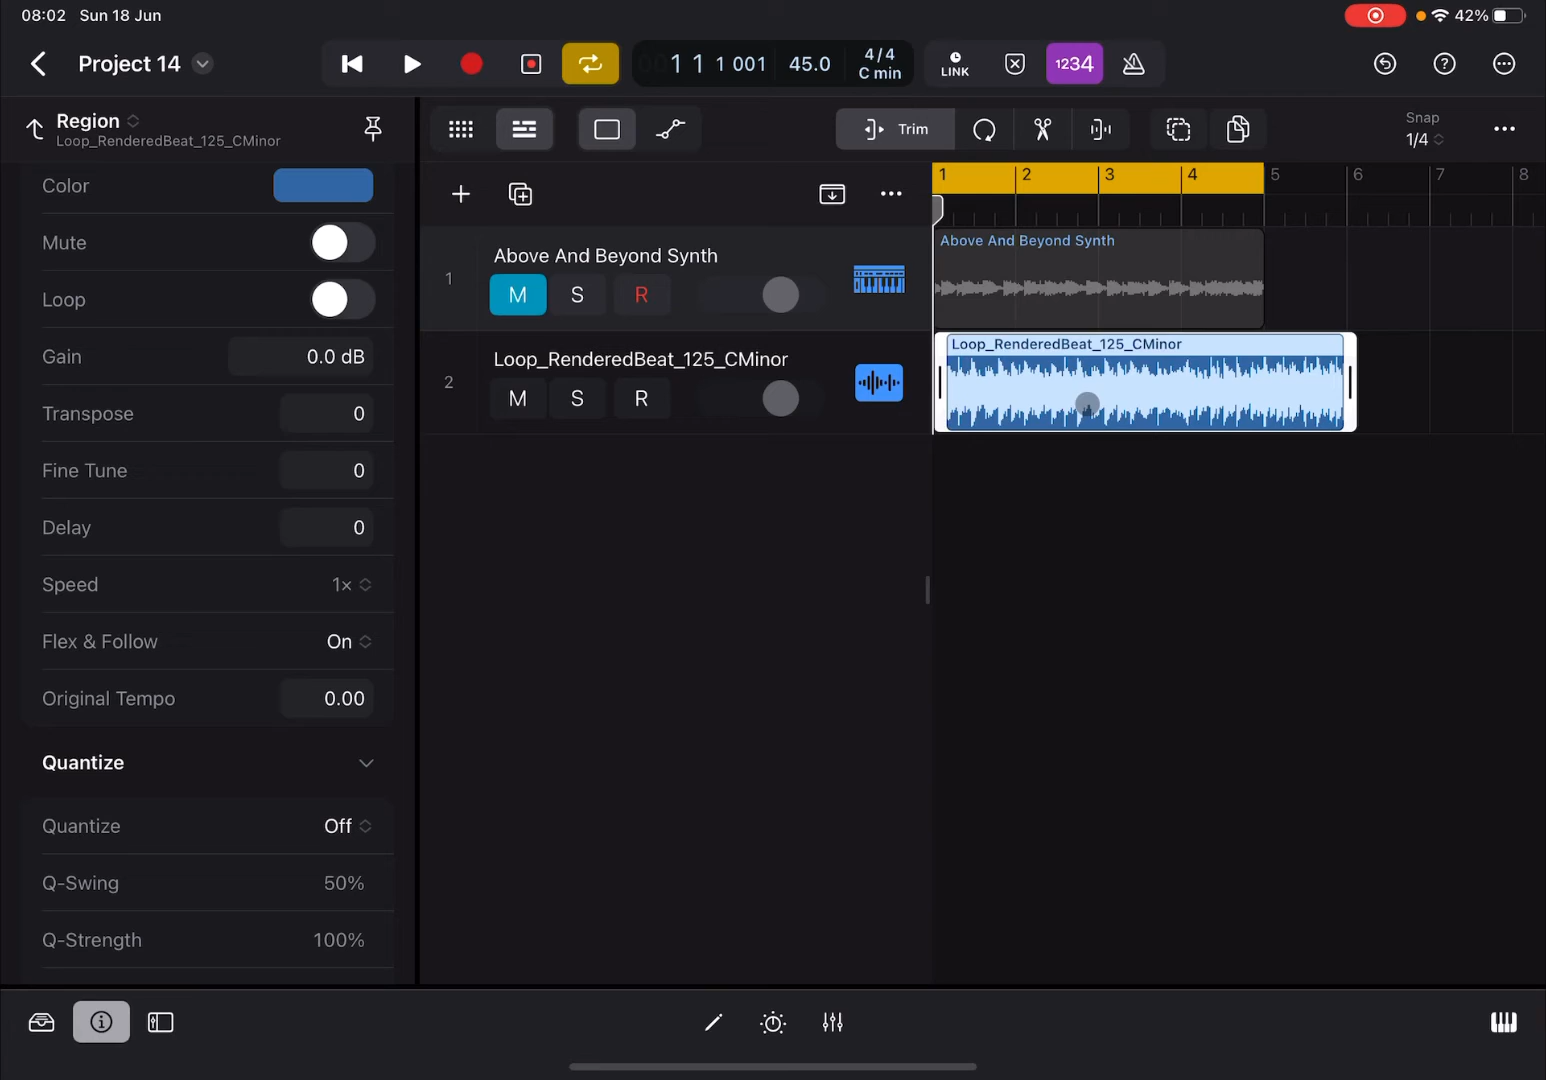 08:02 Sun 18 Jun
42%
Project 14
1 1 1 001
45.0
4/4
C min
LINK
1234
Region
Loop_RenderedBeat_125_CMinor
Trim
Snap
1/4
Color
Mute
Loop
Gain 0.0 dB
Transpose 0
Fine Tune 0
Delay 0
Speed 1×
Flex & Follow On
Original Tempo 0.00
Quantize
Quantize Off
Q-Swing 50%
Q-Strength 100%
1 2 3 4 5 6 7 8
1
Above And Beyond Synth
M S R
Above And Beyond Synth
2
Loop_RenderedBeat_125_CMinor
M S R
Loop_RenderedBeat_125_CMinor